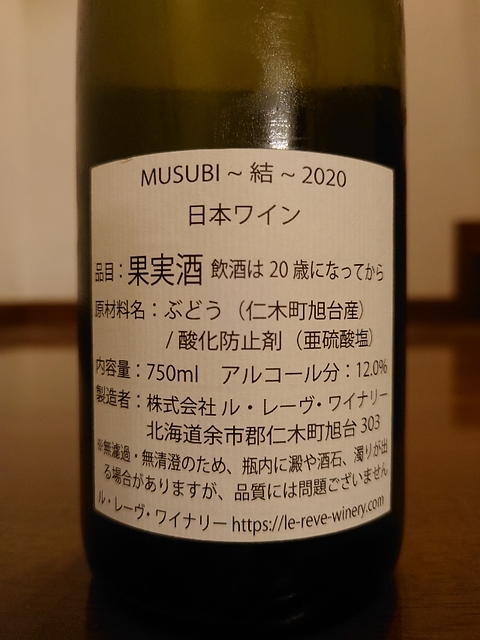 MUSUBI ~ 結 ~ 2020
日本ワイン
品目：果実酒 飲酒は 20 歳になってから
原材料名：ぶどう（仁木町旭台産）
/ 酸化防止剤（亜硫酸塩）
内容量：750ml アルコール分：12.0%
製造者：株式会社 ル・レーヴ・ワイナリー
北海道余市郡仁木町旭台 303
※無濾過・無清澄のため、瓶内に澱や酒石、濁りが出
る場合がありますが、品質には問題ございません
ル・レーヴ・ワイナリー https://le-reve-winery.com